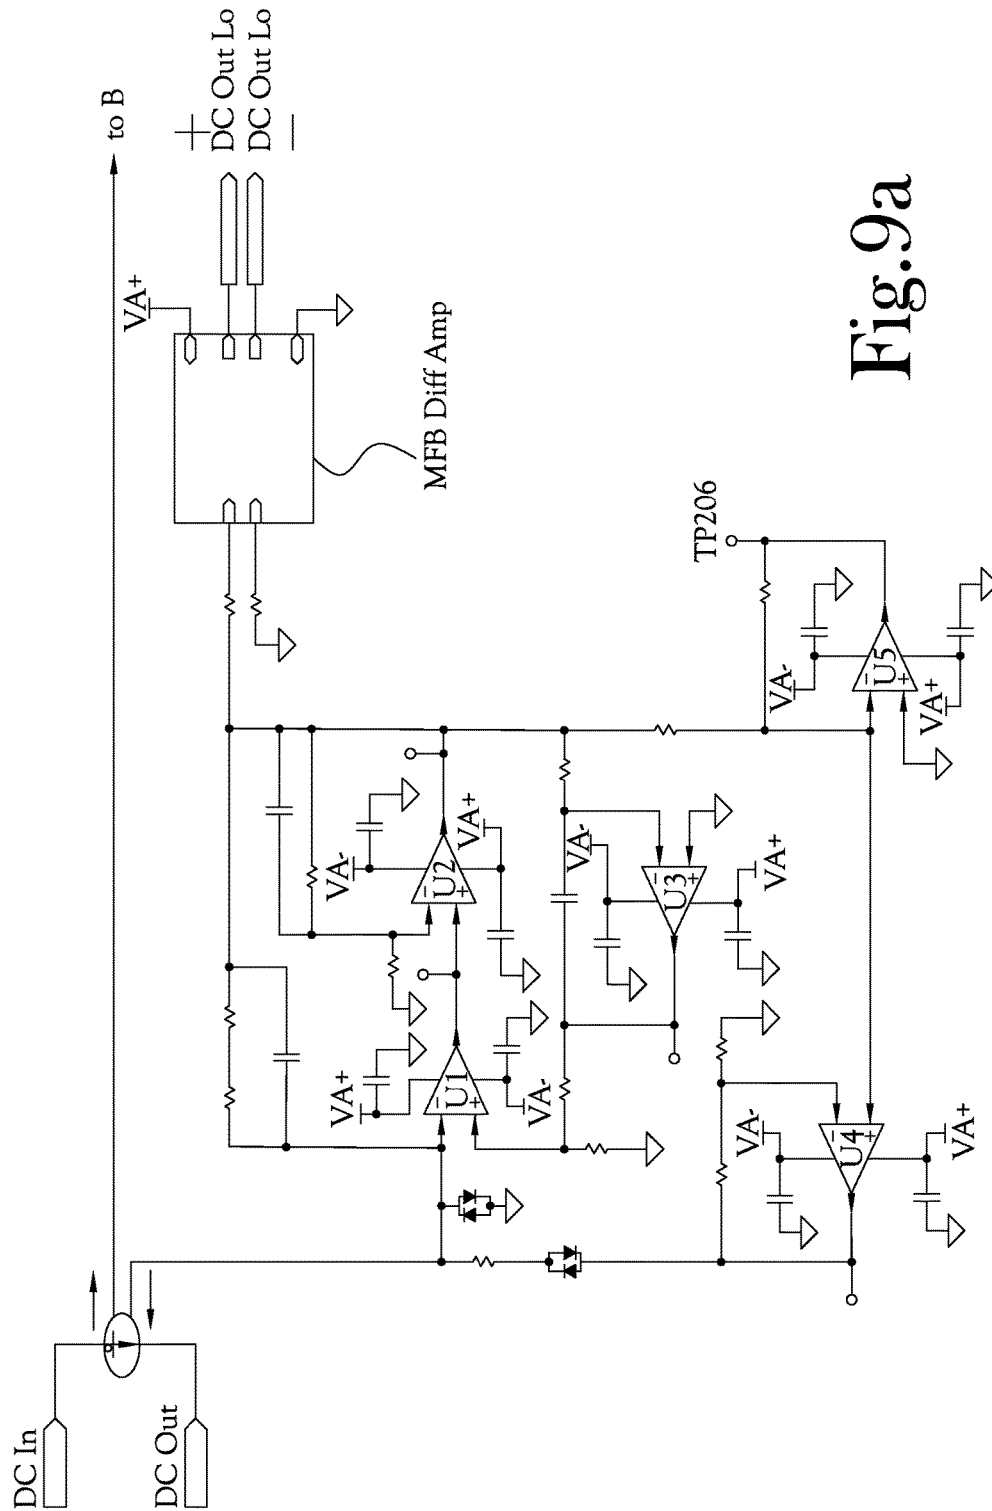 to B
+
DC Out Lo
DC Out Lo
−
VA+
MFB Diff Amp
Fig.9a
TP206
VA-
U5
−
+
VA+
VA-
U2
−
+
VA+
VA-
U3
−
+
VA+
VA+
U1
−
+
VA-
VA-
U4
−
+
VA+
DC In
DC Out